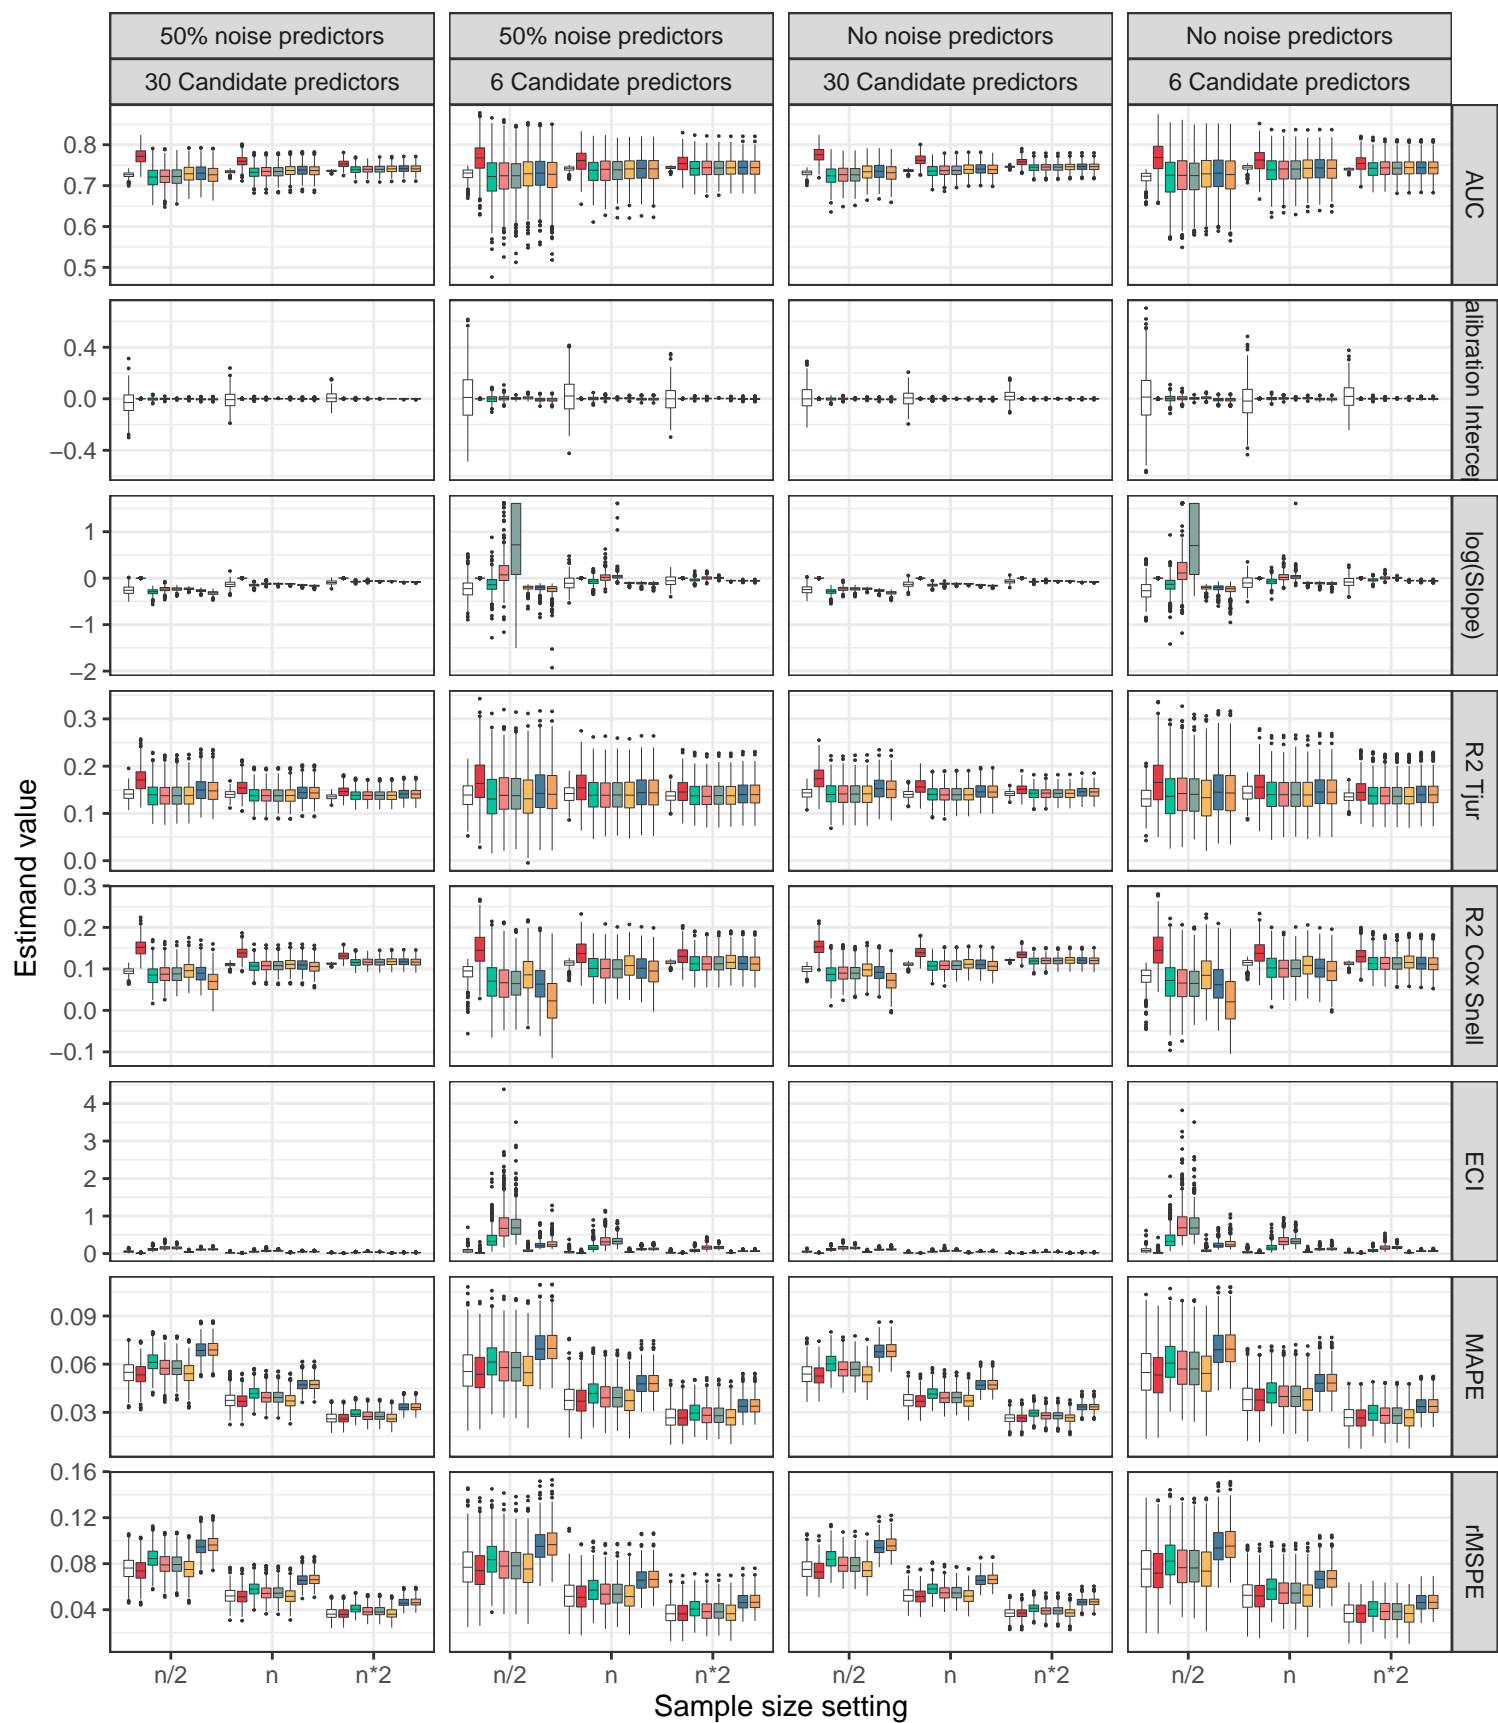 50% noise predictors
50% noise predictors
No noise predictors
No noise predictors
30 Candidate predictors
6 Candidate predictors
30 Candidate predictors
6 Candidate predictors
0.8
0.7
0.6
0.5
AUC
0.4
0.0
−0.4
alibration Interce
1
0
−1
−2
log(Slope)
0.3
0.2
0.1
0.0
R2 Tjur
0.3
0.2
0.1
0.0
−0.1
R2 Cox Snell
4
3
2
1
0
ECI
0.09
0.06
0.03
MAPE
0.16
0.12
0.08
0.04
rMSPE
Estimand value
n/2
n
n*2
n/2
n
n*2
n/2
n
n*2
n/2
n
n*2
Sample size setting